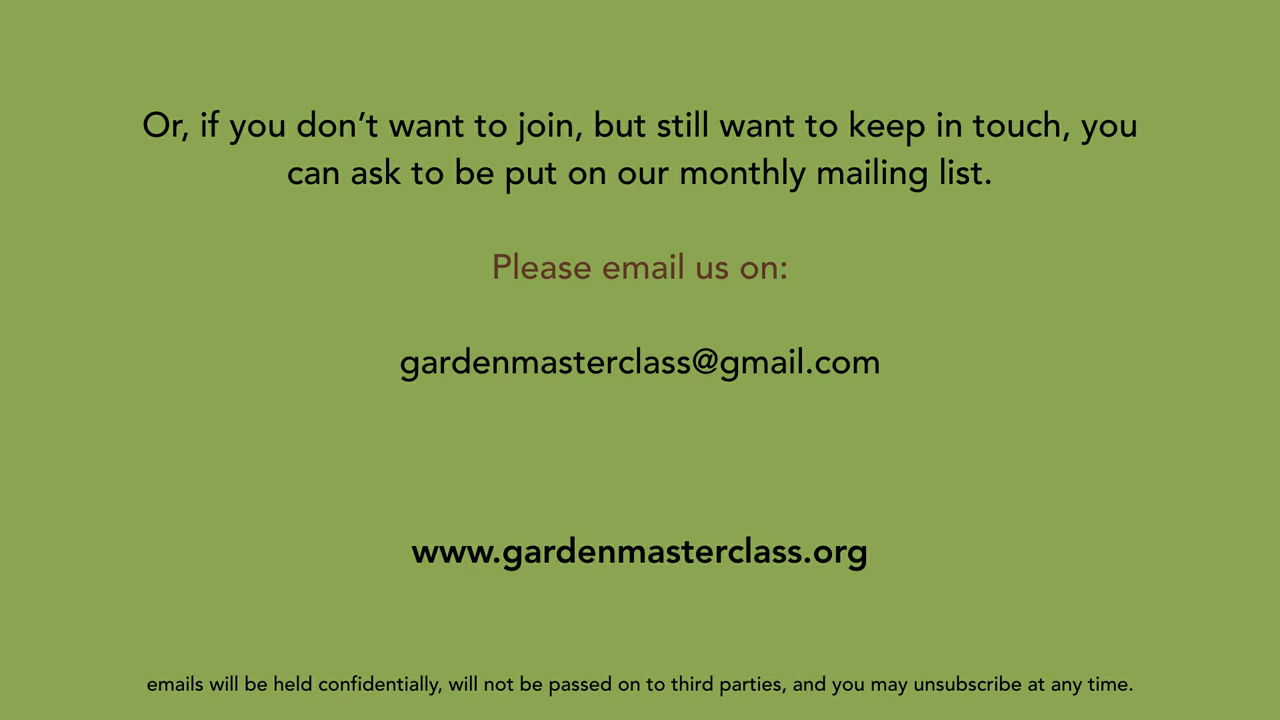 Or, if you don’t want to join, but still want to keep in touch, you
can ask to be put on our monthly mailing list.
Please email us on:
gardenmasterclass@gmail.com
www.gardenmasterclass.org
emails will be held confidentially, will not be passed on to third parties, and you may unsubscribe at any time.